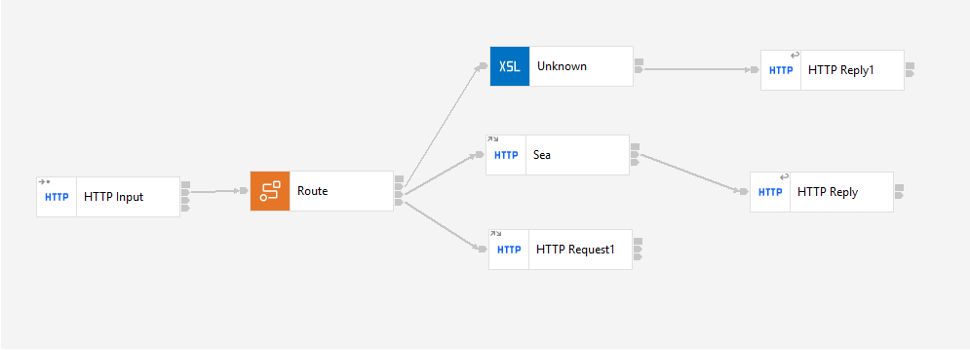 XSL Unknown
HTTP HTTP Reply1
HTTP Sea
HTTP HTTP Input
Route
HTTP HTTP Reply
HTTP HTTP Request1